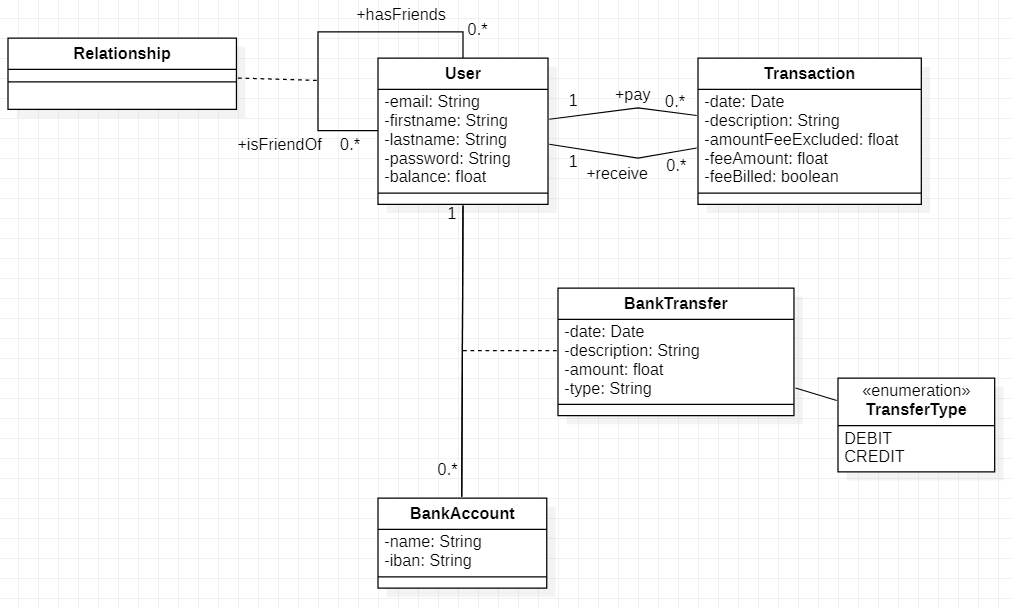 +hasFriends
0.*
Relationship
+isFriendOf
0.*
User
-email: String
-firstname: String
-lastname: String
-password: String
-balance: float
1
+pay
0.*
1
+receive
0.*
Transaction
-date: Date
-description: String
-amountFeeExcluded: float
-feeAmount: float
-feeBilled: boolean
1
BankTransfer
-date: Date
-description: String
-amount: float
-type: String
«enumeration»
TransferType
DEBIT
CREDIT
0.*
BankAccount
-name: String
-iban: String